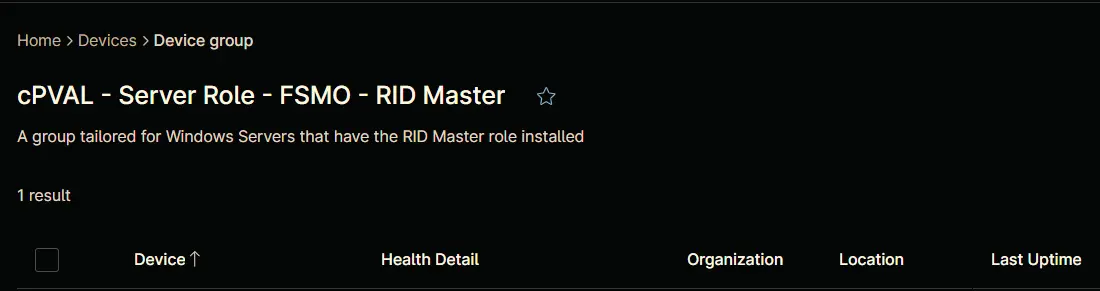 Home > Devices > Device group
cPVAL - Server Role - FSMO - RID Master
A group tailored for Windows Servers that have the RID Master role installed
1 result
Device ↑ Health Detail Organization Location Last Uptime